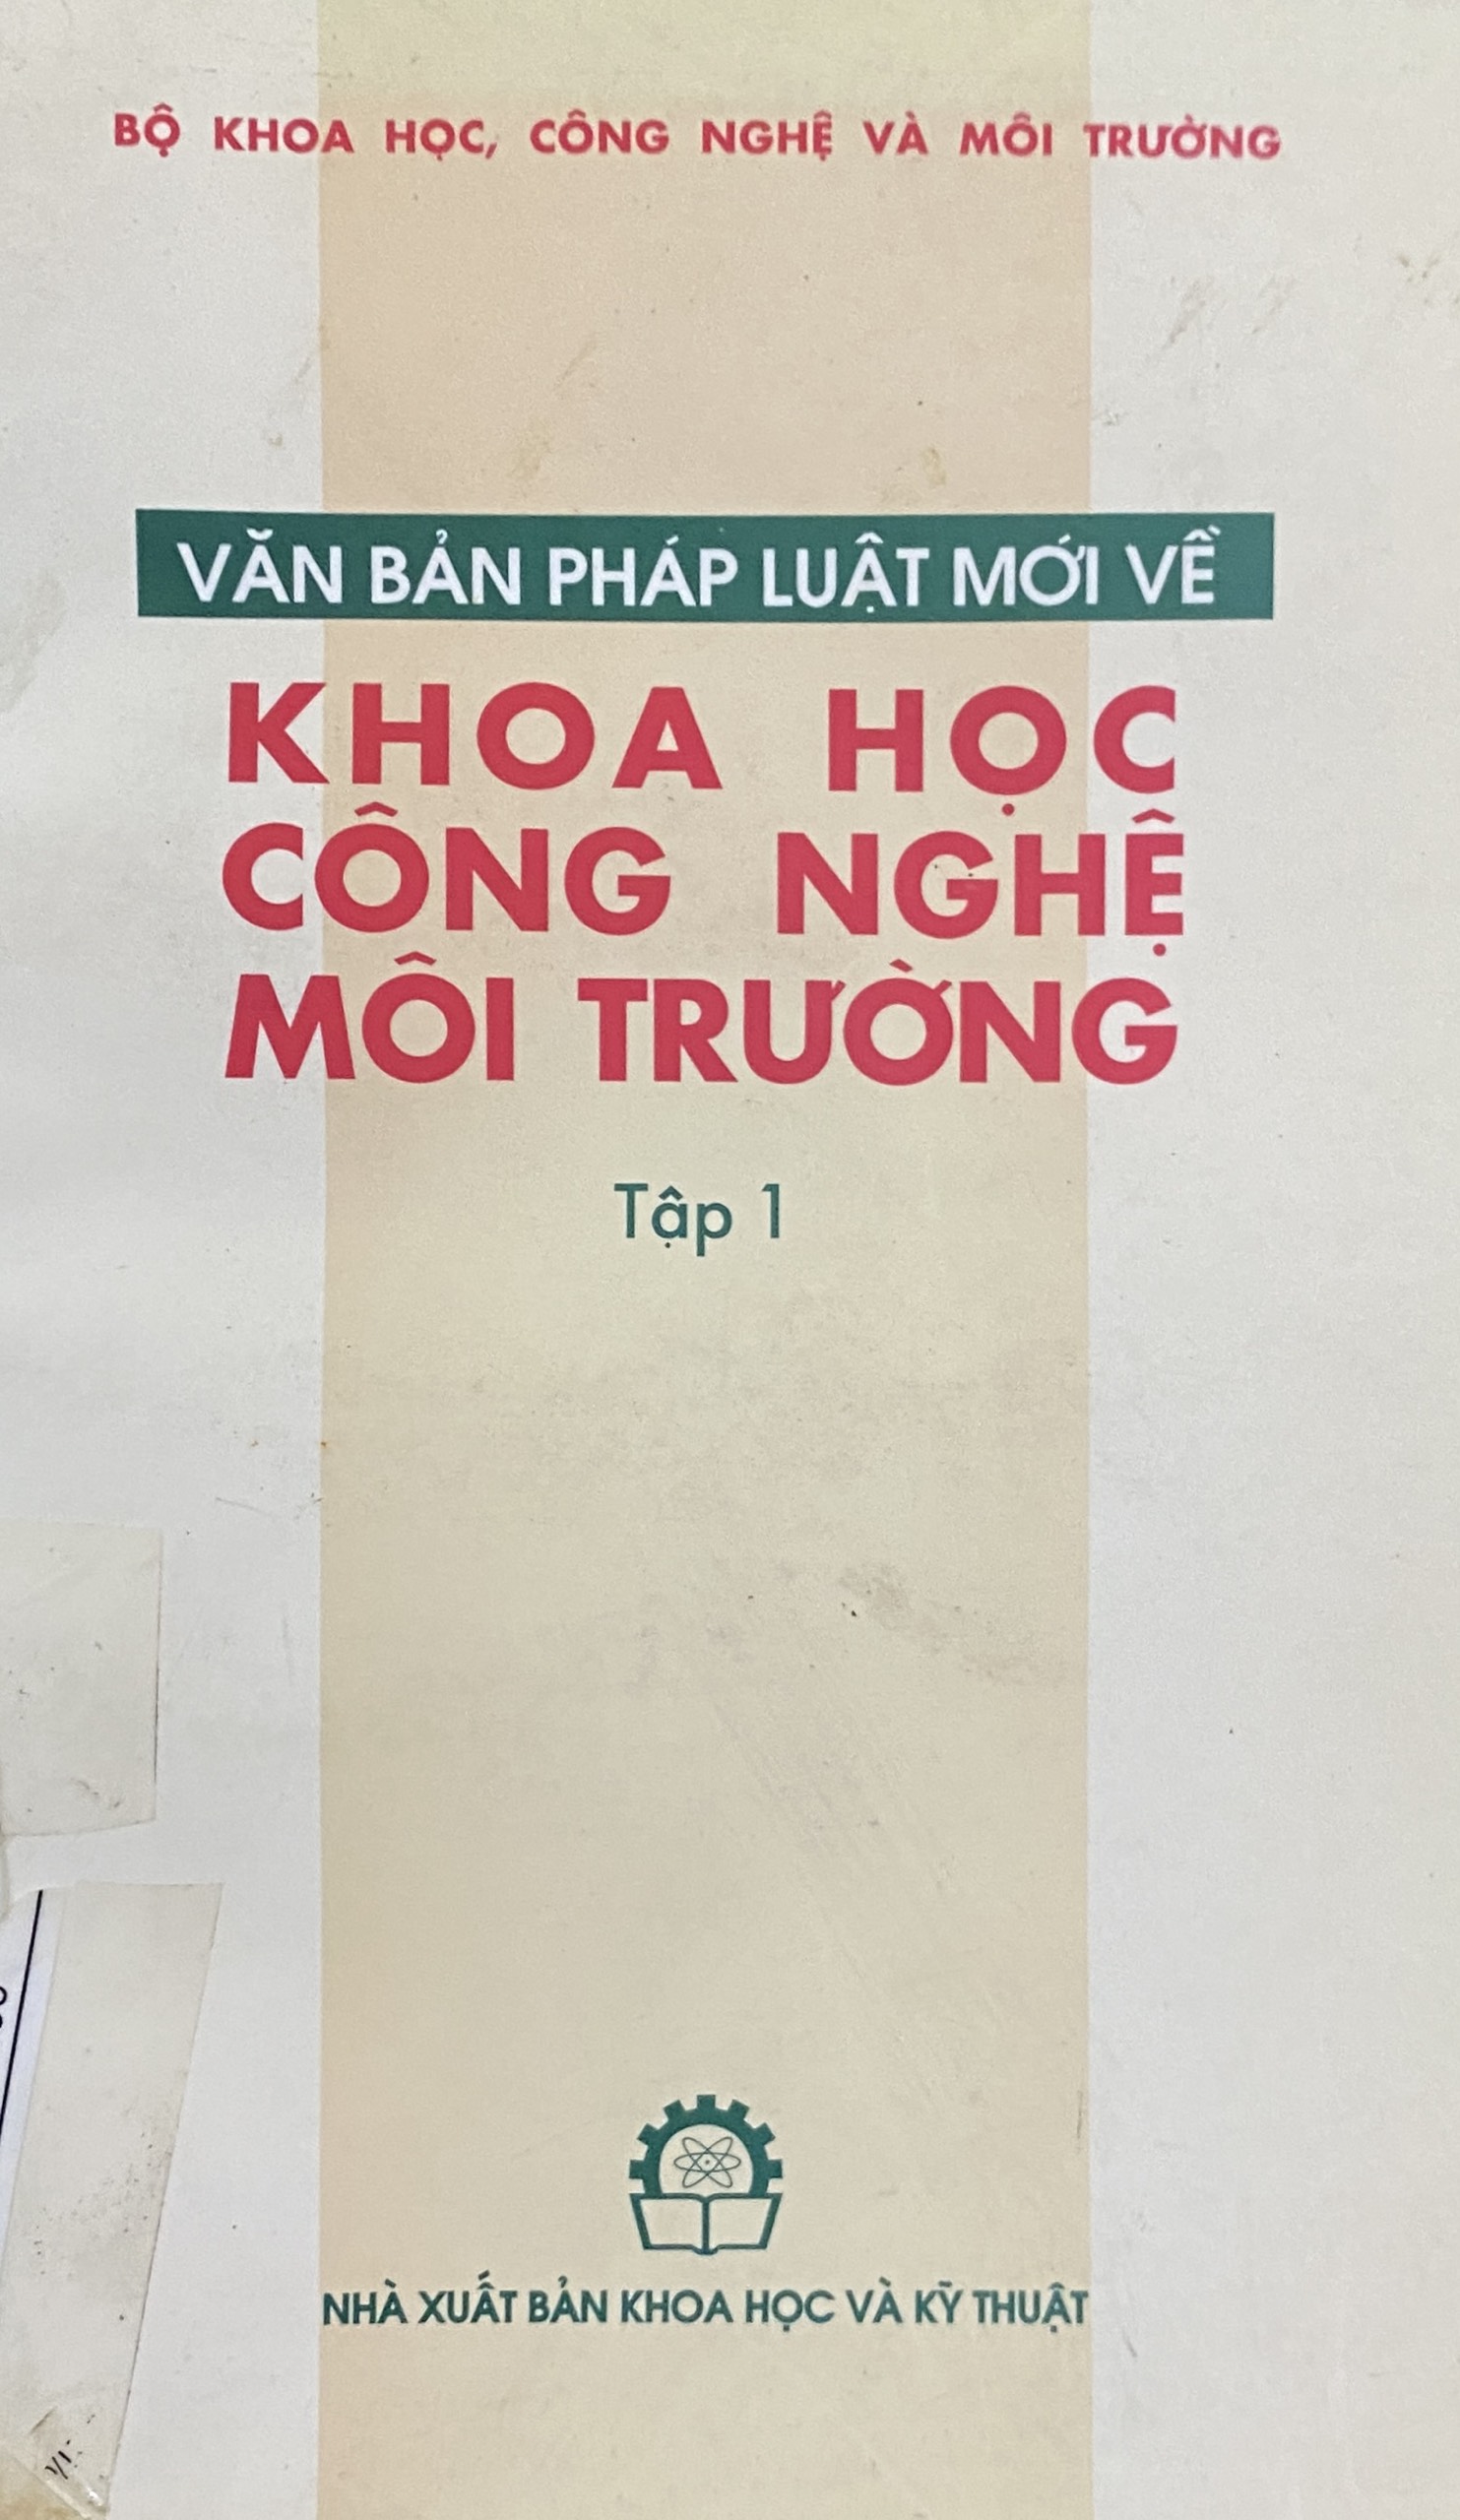 BỘ KHOA HỌC, CÔNG NGHỆ VÀ MÔI TRƯỜNG
VĂN BẢN PHÁP LUẬT MỚI VỀ
KHOA HỌC
CÔNG NGHỆ
MÔI TRƯỜNG
Tập 1
NHÀ XUẤT BẢN KHOA HỌC VÀ KỸ THUẬT